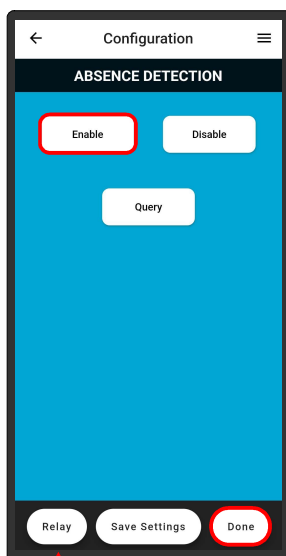 Configuration
ABSENCE DETECTION
Enable Disable
Query
Relay Save Settings Done